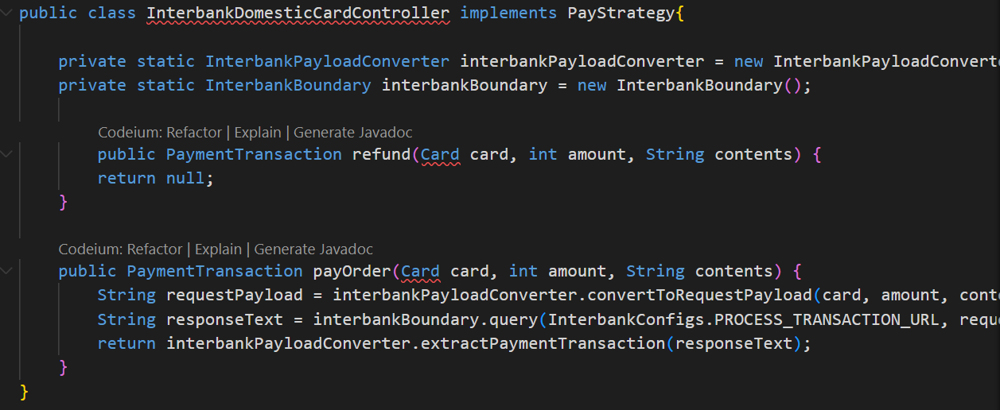 public class InterbankDomesticCardController implements PayStrategy{
private static InterbankPayloadConverter interbankPayloadConverter = new InterbankPayloadConverte
private static InterbankBoundary interbankBoundary = new InterbankBoundary();
Codeium: Refactor | Explain | Generate Javadoc
public PaymentTransaction refund(Card card, int amount, String contents) {
return null;
}
Codeium: Refactor | Explain | Generate Javadoc
public PaymentTransaction payOrder(Card card, int amount, String contents) {
String requestPayload = interbankPayloadConverter.convertToRequestPayload(card, amount, conte
String responseText = interbankBoundary.query(InterbankConfigs.PROCESS_TRANSACTION_URL, reque
return interbankPayloadConverter.extractPaymentTransaction(responseText);
}
}